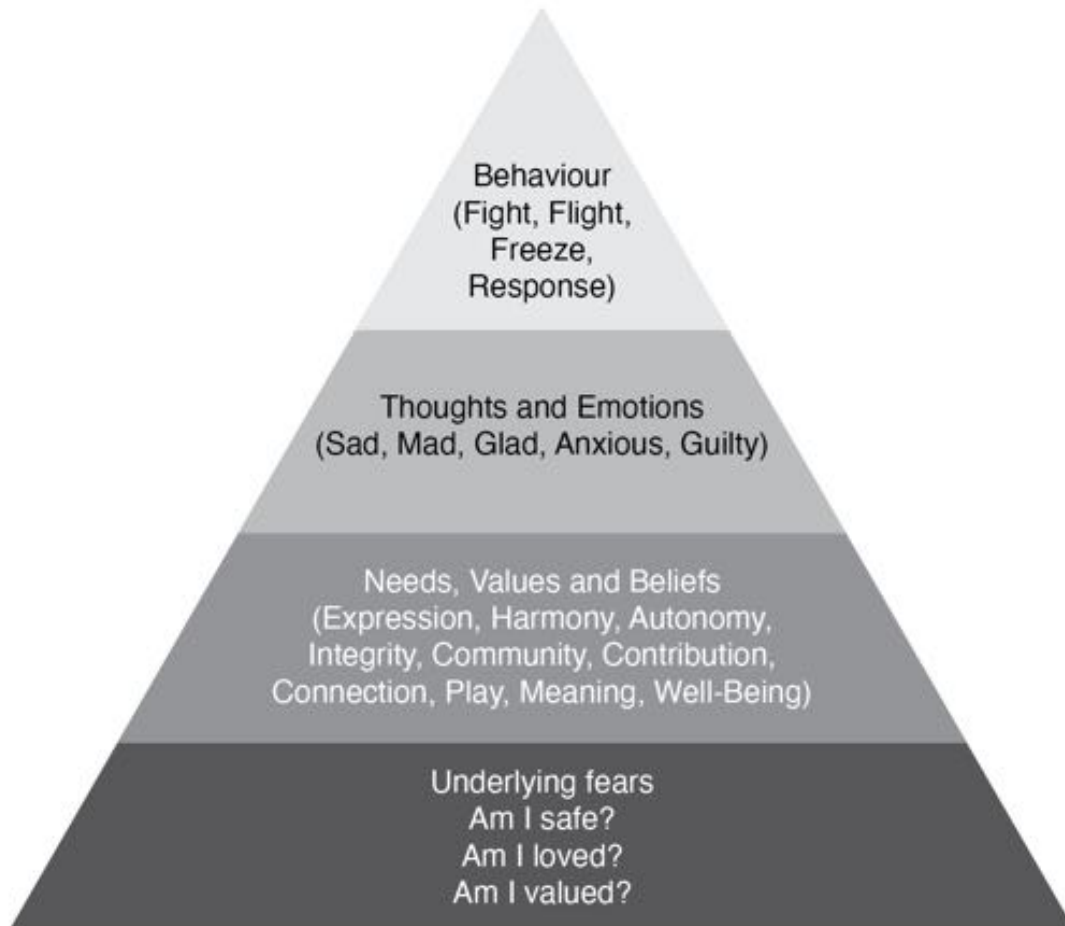 Behaviour
(Fight, Flight,
Freeze,
Response)
Thoughts and Emotions
(Sad, Mad, Glad, Anxious, Guilty)
Needs, Values and Beliefs
(Expression, Harmony, Autonomy,
Integrity, Community, Contribution,
Connection, Play, Meaning, Well-Being)
Underlying fears
Am I safe?
Am I loved?
Am I valued?